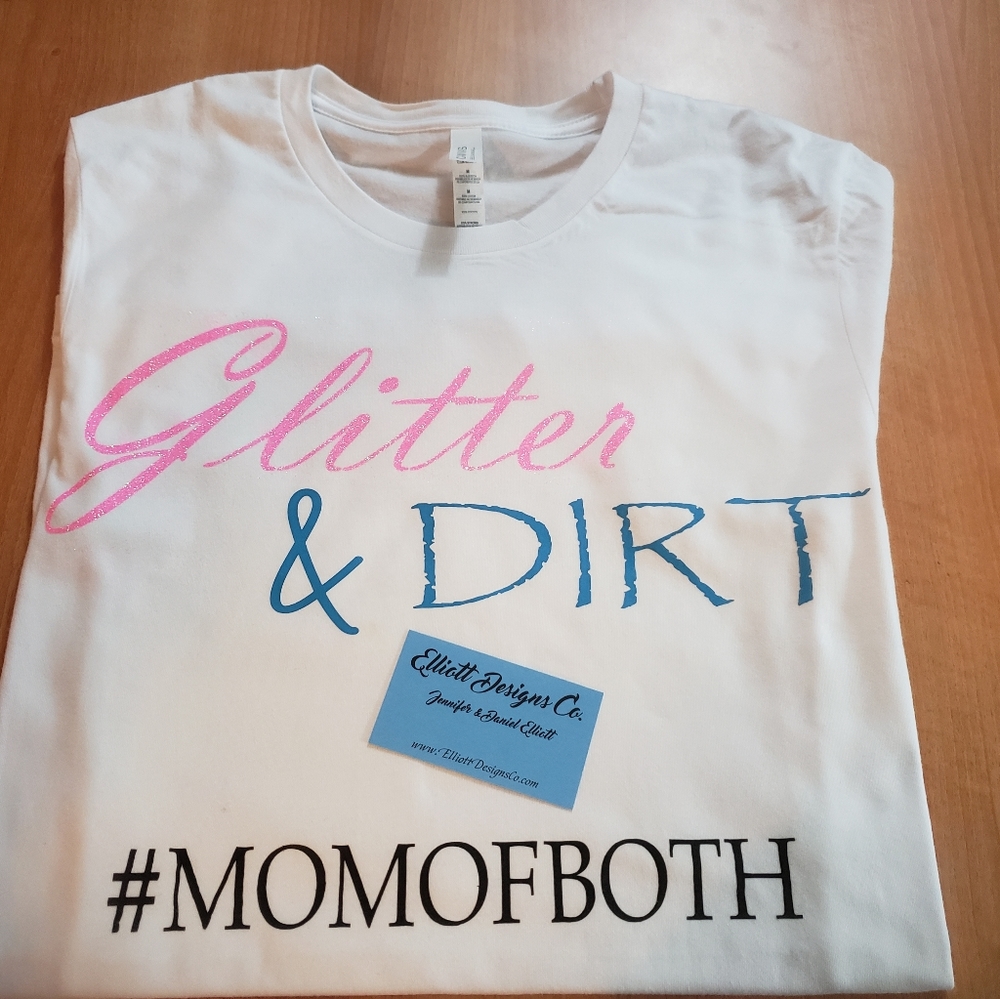 Glitter
& DIRT
Elliott Designs Co.
Jennifer & Daniel Elliott
www.ElliottDesignsCo.com
#MOMOFBOTH